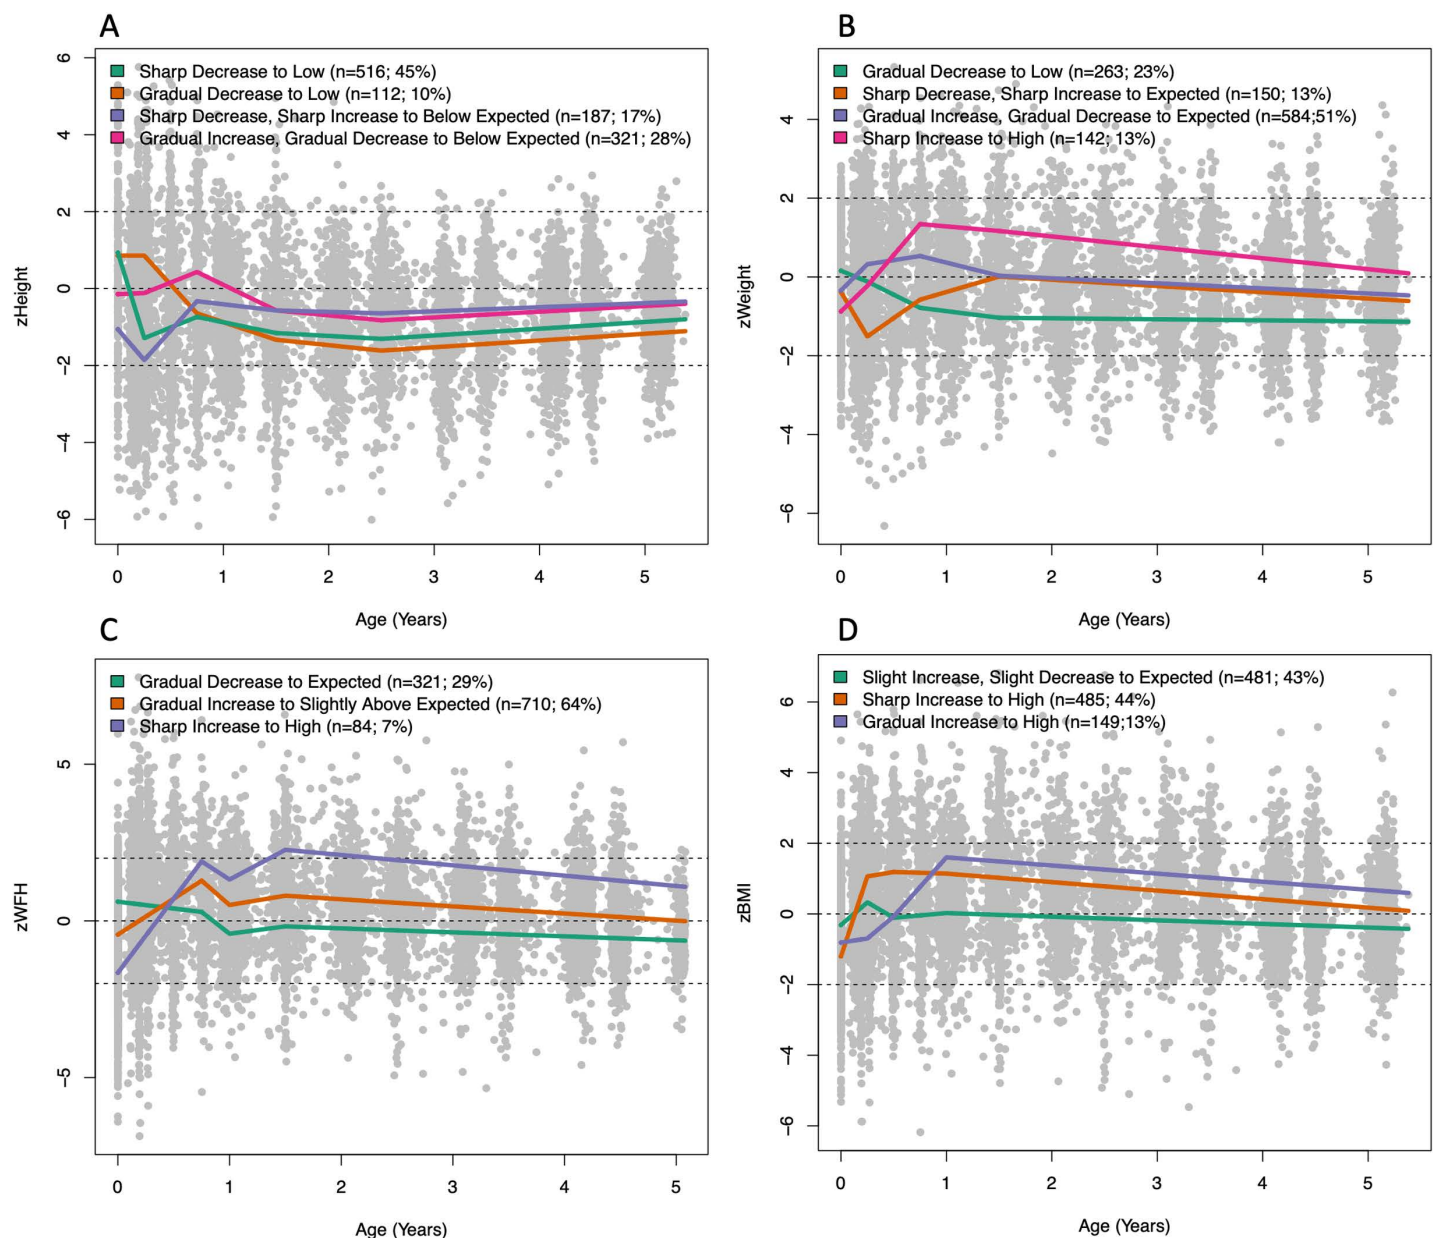 A
Sharp Decrease to Low (n=516; 45%)
Gradual Decrease to Low (n=112; 10%)
Sharp Decrease, Sharp Increase to Below Expected (n=187; 17%)
Gradual Increase, Gradual Decrease to Below Expected (n=321; 28%)
6
4
2
0
−2
−4
−6
zHeight
0 1 2 3 4 5
Age (Years)
B
Gradual Decrease to Low (n=263; 23%)
Sharp Decrease, Sharp Increase to Expected (n=150; 13%)
Gradual Increase, Gradual Decrease to Expected (n=584;51%)
Sharp Increase to High (n=142; 13%)
4
2
0
−2
−4
−6
zWeight
0 1 2 3 4 5
Age (Years)
C
Gradual Decrease to Expected (n=321; 29%)
Gradual Increase to Slightly Above Expected (n=710; 64%)
Sharp Increase to High (n=84; 7%)
5
0
−5
zWFH
0 1 2 3 4 5
Age (Years)
D
Slight Increase, Slight Decrease to Expected (n=481; 43%)
Sharp Increase to High (n=485; 44%)
Gradual Increase to High (n=149;13%)
6
4
2
0
−2
−4
−6
zBMI
0 1 2 3 4 5
Age (Years)